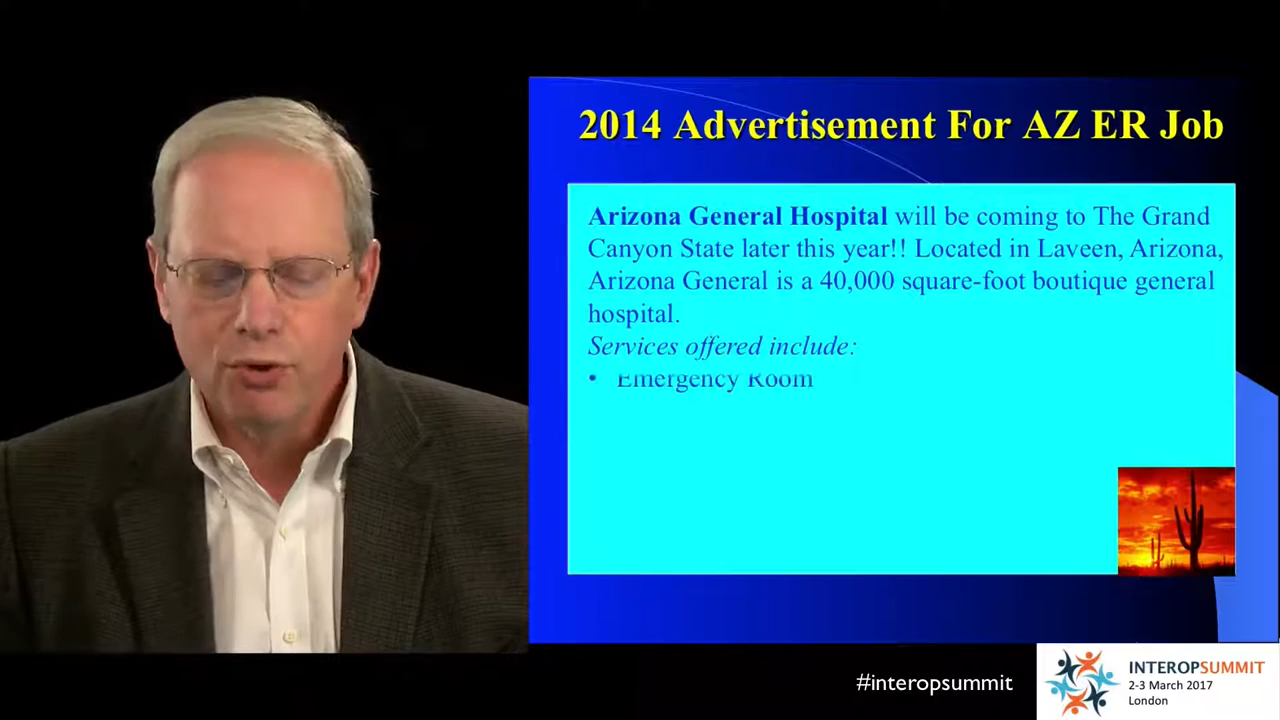 2014 Advertisement For AZ ER Job
Arizona General Hospital will be coming to The Grand
Canyon State later this year!! Located in Laveen, Arizona,
Arizona General is a 40,000 square-foot boutique general
hospital.
Services offered include:
• Emergency Room
#interopsummit
INTEROPSUMMIT
2-3 March 2017
London